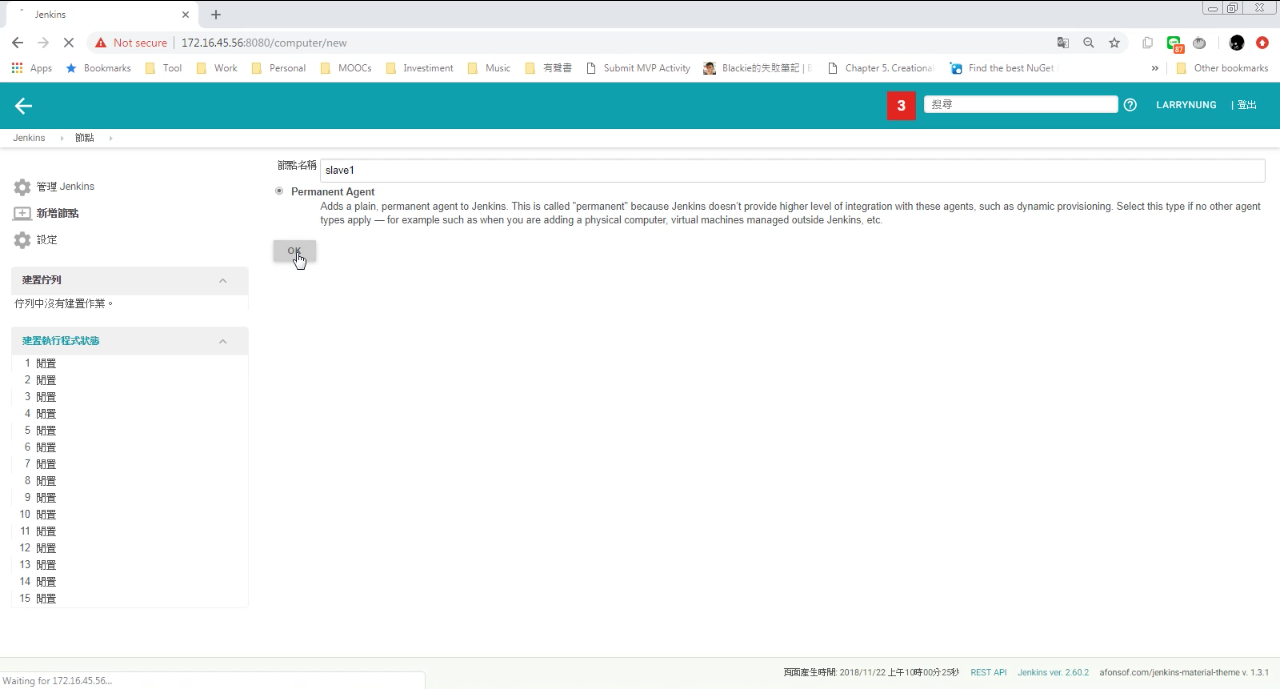 Jenkins
Not secure | 172.16.45.56:8080/computer/new
87
Apps Bookmarks Tool Work Personal MOOCs Investiment Music 有聲書 Submit MVP Activity Blackie的失敗筆記 | Chapter 5. Creationa Find the best NuGet » Other bookmarks
3 搜尋 LARRYNUNG | 登出
Jenkins › 節點 ›
節點名稱 slave1
管理 Jenkins
Permanent Agent
Adds a plain, permanent agent to Jenkins. This is called "permanent" because Jenkins doesn't provide higher level of integration with these agents, such as dynamic provisioning. Select this type if no other agent
types apply — for example such as when you are adding a physical computer, virtual machines managed outside Jenkins, etc.
新增節點
設定
OK
建置佇列
佇列中沒有建置作業。
建置執行程式狀態
1 閒置
2 閒置
3 閒置
4 閒置
5 閒置
6 閒置
7 閒置
8 閒置
9 閒置
10 閒置
11 閒置
12 閒置
13 閒置
14 閒置
15 閒置
頁面產生時間: 2018/11/22 上午10時00分25秒 REST API Jenkins ver. 2.60.2 afonsof.com/jenkins-material-theme v. 1.3.1
Waiting for 172.16.45.56...